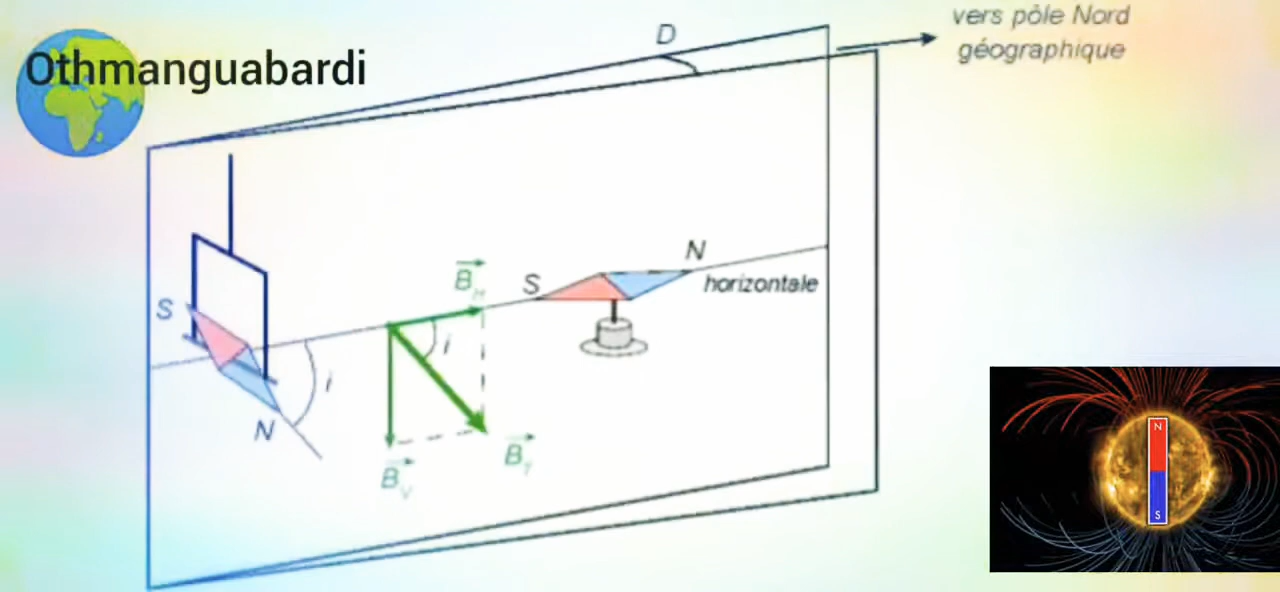 vers pôle Nord
géographique
D
Othmanguabardi
N
S
horizontale
B_H
S
i
i
N
B_V
B_T
N
S